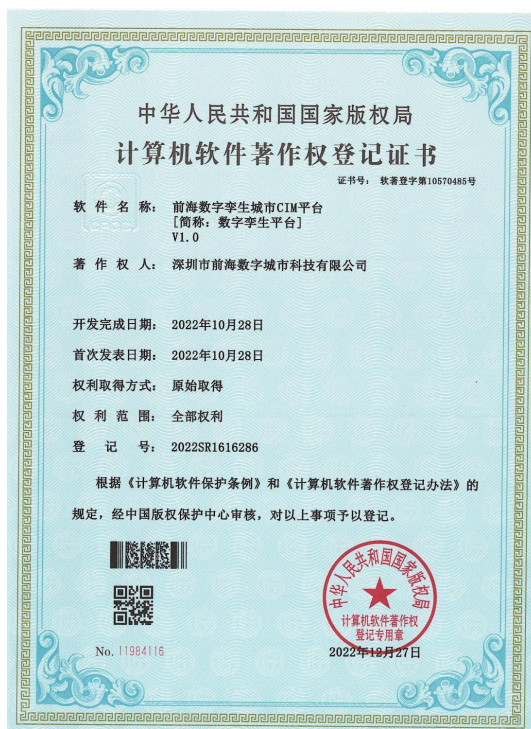 中华人民共和国国家版权局
计算机软件著作权登记证书
证书号： 软著登字第10570485号
软件名称： 前海数字孪生城市CIM平台
[简称：数字孪生平台]
V1.0
著作权人： 深圳市前海数字城市科技有限公司
开发完成日期： 2022年10月28日
首次发表日期： 2022年10月28日
权利取得方式： 原始取得
权利范围： 全部权利
登记号： 2022SR1616286
根据《计算机软件保护条例》和《计算机软件著作权登记办法》的
规定，经中国版权保护中心审核，对以上事项予以登记。
中华人民共和国国家版权局
计算机软件著作权
登记专用章
No. 11984116
2022年12月27日